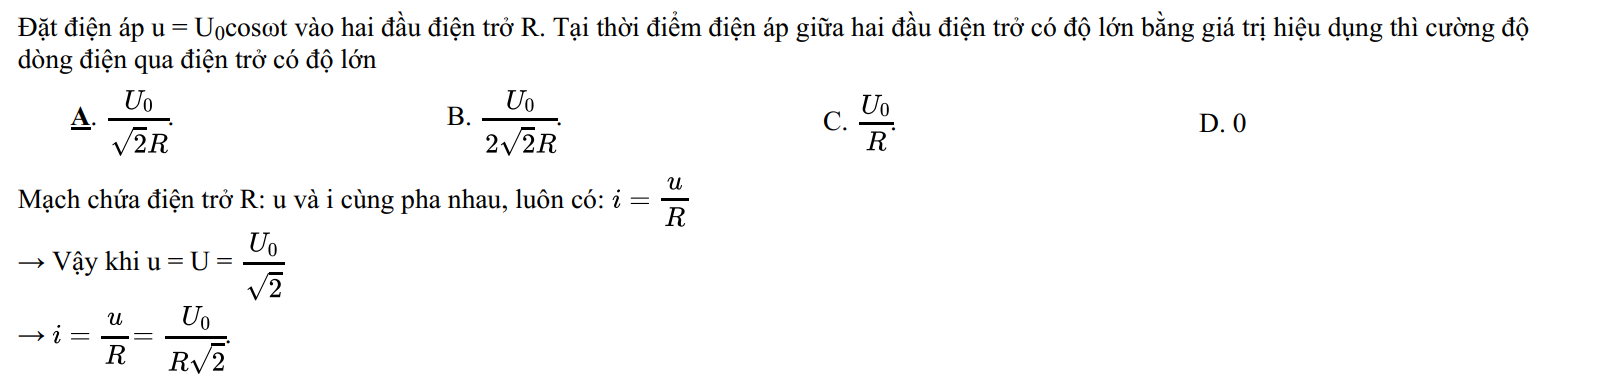 Đặt điện áp u = U₀cosωt vào hai đầu điện trở R. Tại thời điểm điện áp giữa hai đầu điện trở có độ lớn bằng giá trị hiệu dụng thì cường độ
dòng điện qua điện trở có độ lớn
A. \frac{U_0}{\sqrt{2}R}. B. \frac{U_0}{2\sqrt{2}R}. C. \frac{U_0}{R}. D. 0
Mạch chứa điện trở R: u và i cùng pha nhau, luôn có: i = \frac{u}{R}
→ Vậy khi u = U = \frac{U_0}{\sqrt{2}}
→ i = \frac{u}{R} = \frac{U_0}{R\sqrt{2}}.